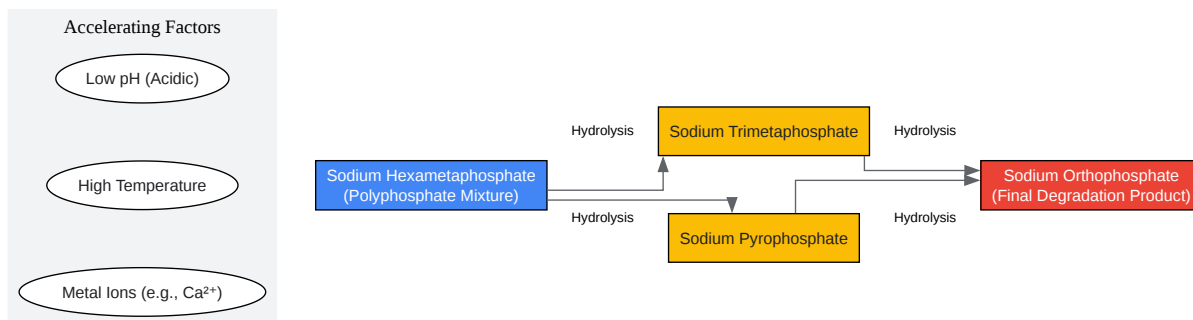 Accelerating Factors
Low pH (Acidic)
High Temperature
Metal Ions (e.g., Ca²⁺)
Sodium Hexametaphosphate
(Polyphosphate Mixture)
Hydrolysis
Hydrolysis
Sodium Trimetaphosphate
Sodium Pyrophosphate
Hydrolysis
Hydrolysis
Sodium Orthophosphate
(Final Degradation Product)